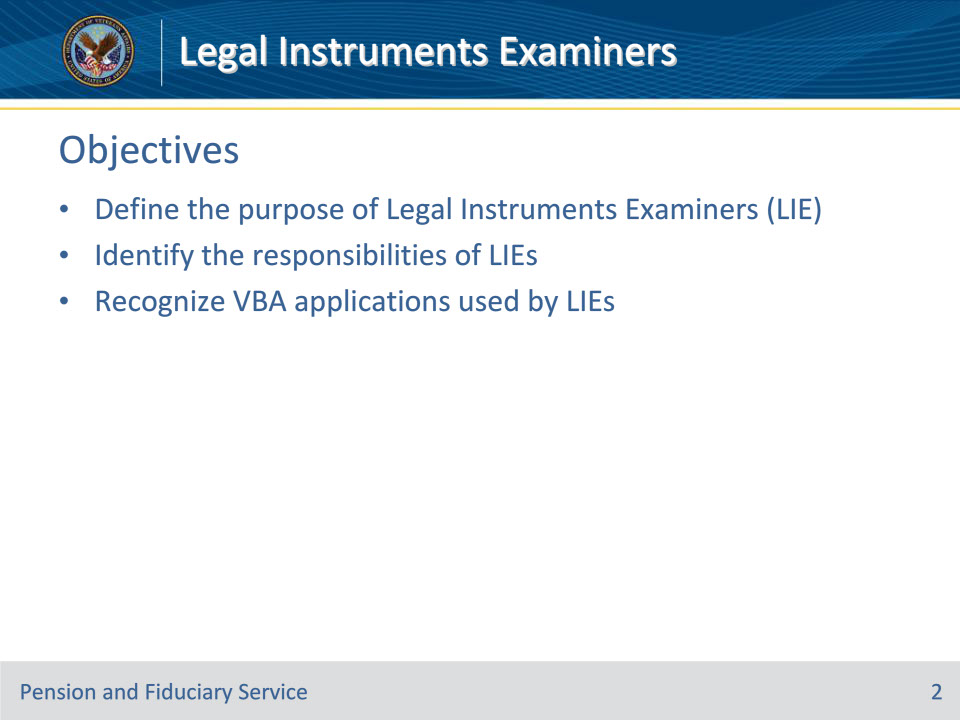 Legal Instruments Examiners
Objectives
• Define the purpose of Legal Instruments Examiners (LIE)
• Identify the responsibilities of LIEs
• Recognize VBA applications used by LIEs
Pension and Fiduciary Service
2